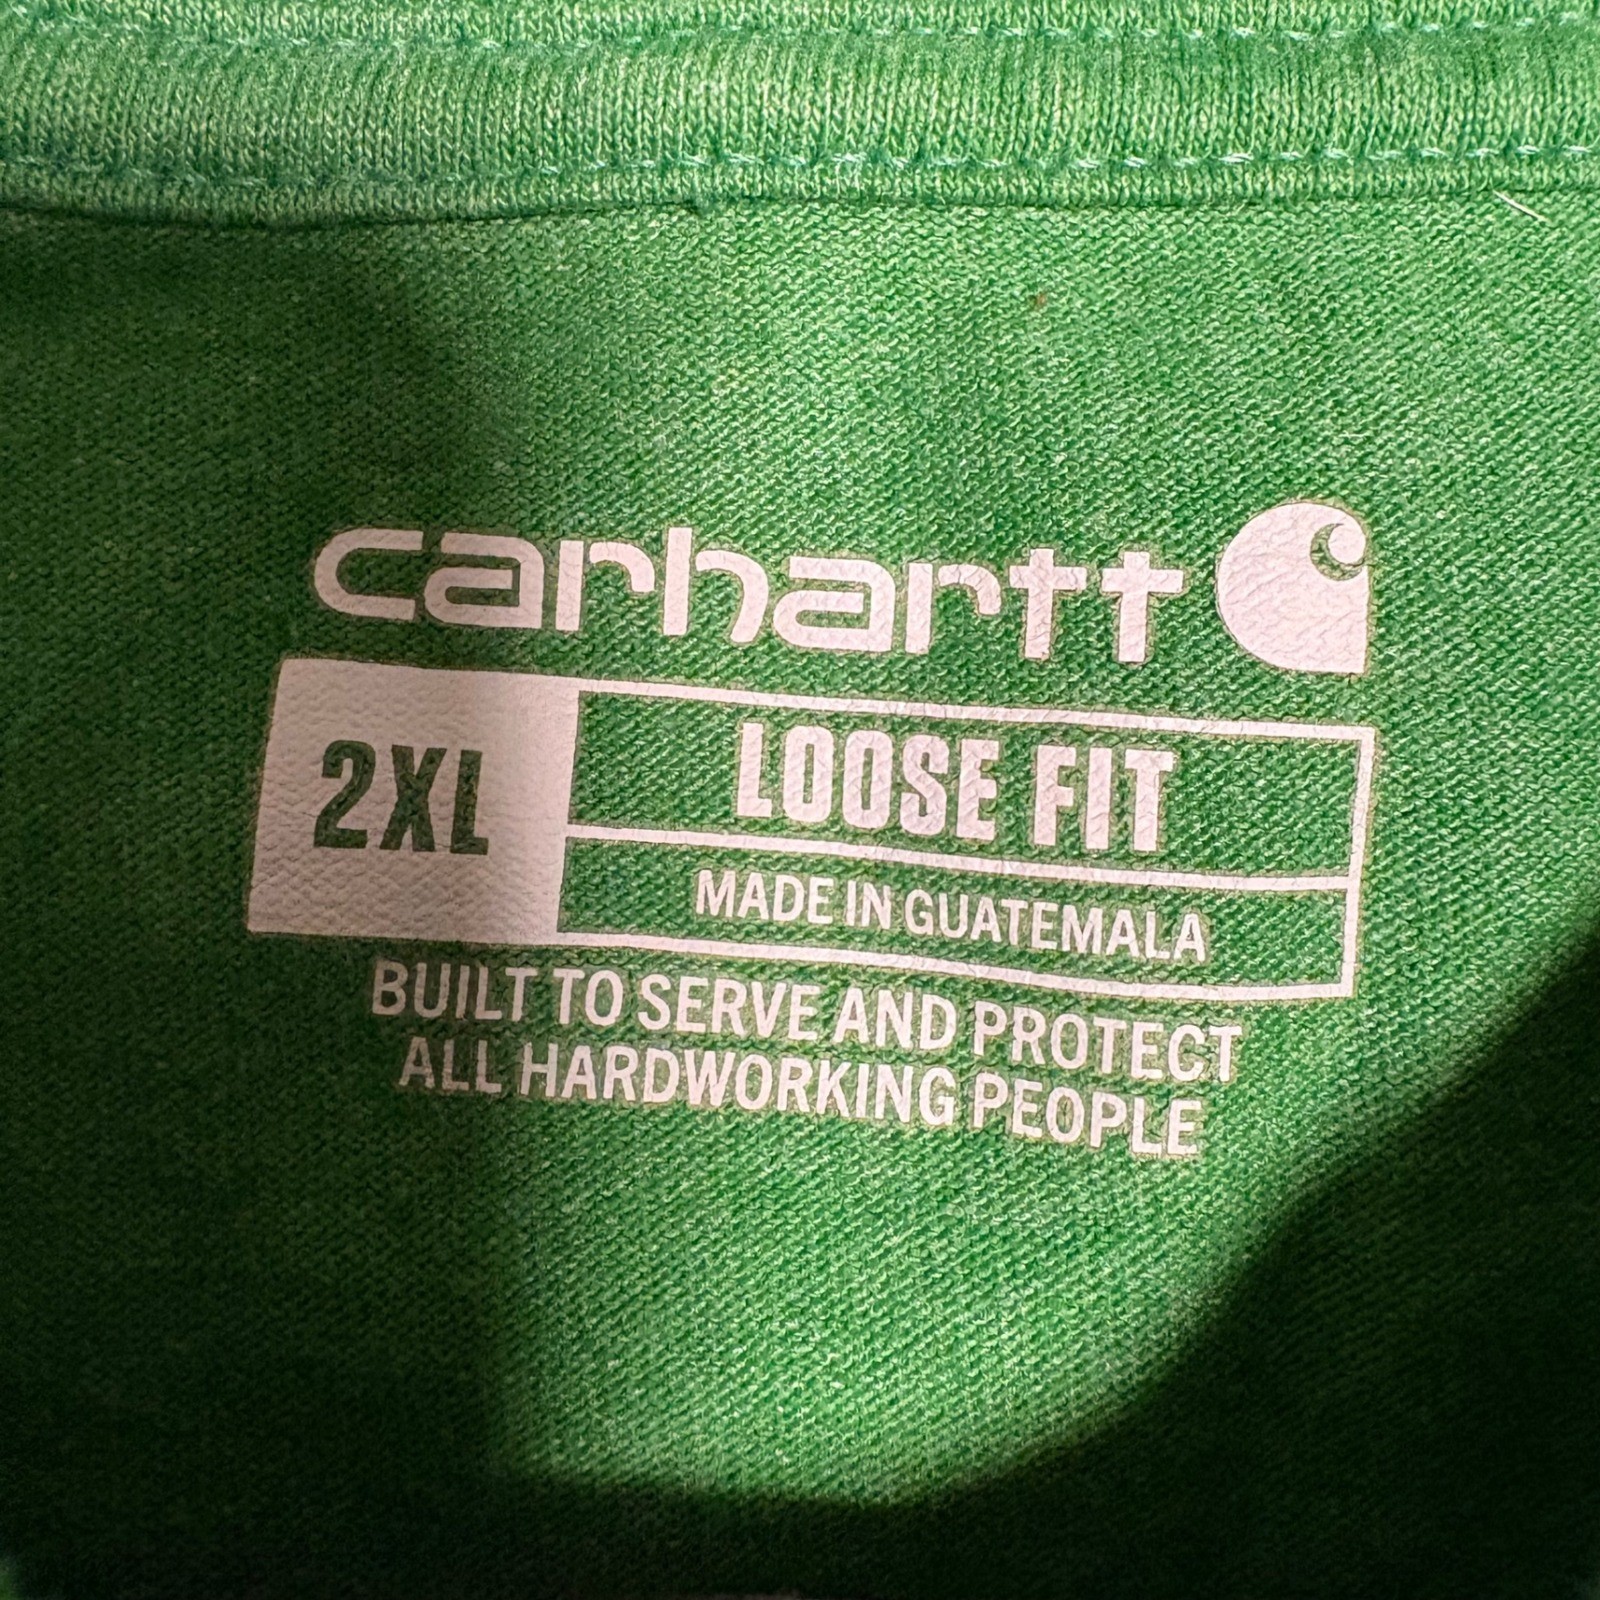 carhartt
2XL
LOOSE FIT
MADE IN GUATEMALA
BUILT TO SERVE AND PROTECT
ALL HARDWORKING PEOPLE